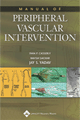 MANUAL OF
PERIPHERAL
VASCULAR
INTERVENTION
JAY S. YADAV